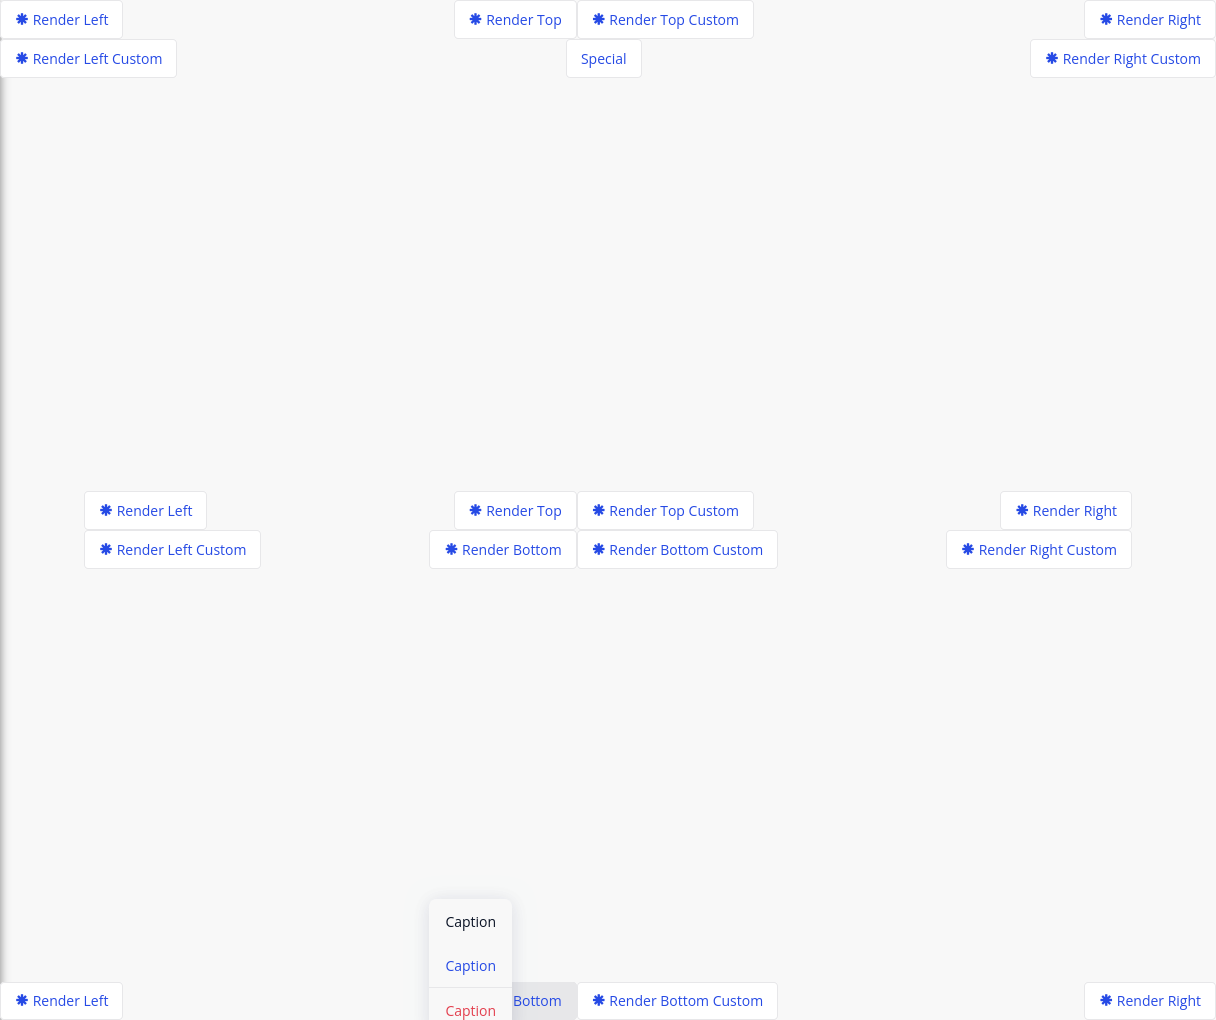 Render Left
Render Top
Render Top Custom
Render Right
Render Left Custom
Special
Render Right Custom
Render Left
Render Top
Render Top Custom
Render Right
Render Left Custom
Render Bottom
Render Bottom Custom
Render Right Custom
Caption
Caption
Caption
Render Left
Bottom
Render Bottom Custom
Render Right